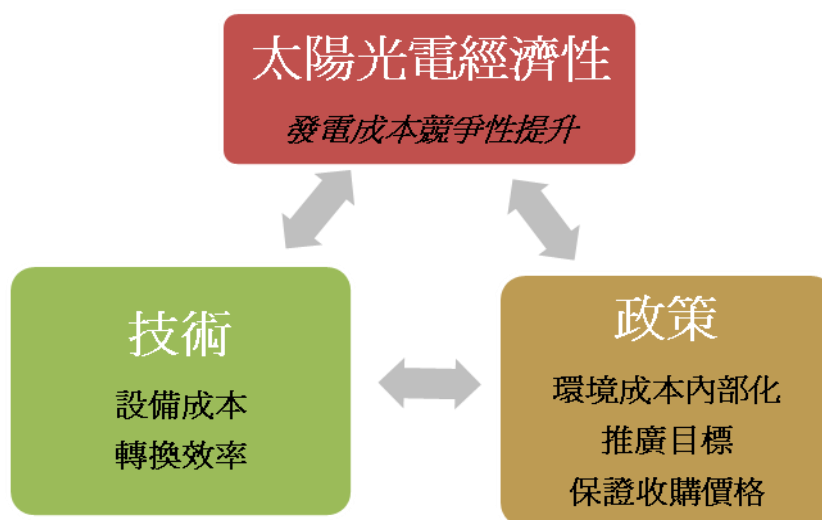 太陽光電經濟性
發電成本競爭性提升
技術
設備成本
轉換效率
政策
環境成本內部化
推廣目標
保證收購價格